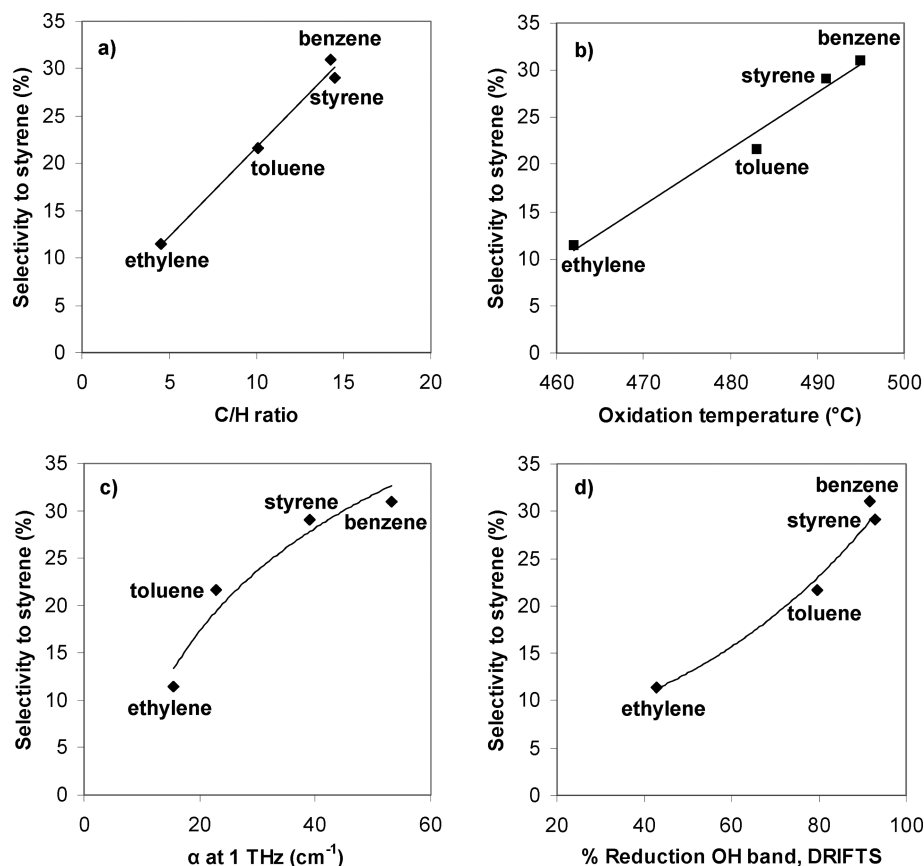 a)
Selectivity to styrene (%)
35
30
25
20
15
10
5
0
benzene
styrene
toluene
ethylene
0 5 10 15 20
C/H ratio
b)
Selectivity to styrene (%)
35
30
25
20
15
10
5
0
benzene
styrene
toluene
ethylene
460 470 480 490 500
Oxidation temperature (°C)
c)
Selectivity to styrene (%)
35
30
25
20
15
10
5
0
styrene
benzene
toluene
ethylene
0 20 40 60
α at 1 THz (cm⁻¹)
d)
Selectivity to styrene (%)
35
30
25
20
15
10
5
0
benzene
styrene
toluene
ethylene
20 40 60 80 100
% Reduction OH band, DRIFTS